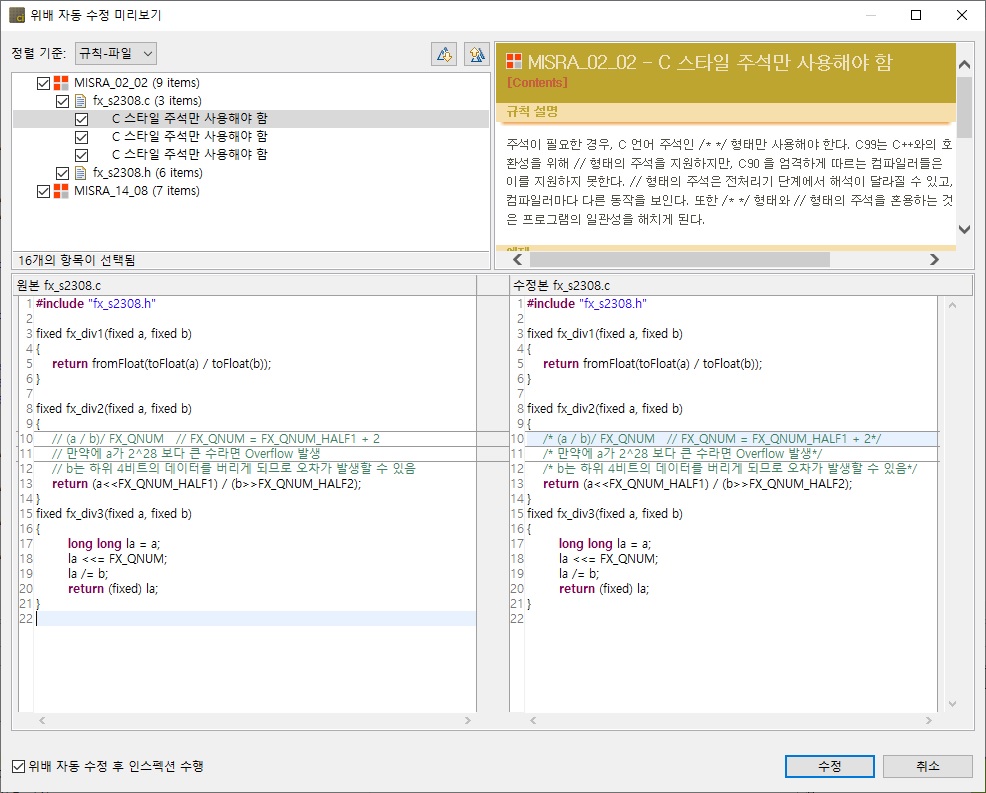 위배 자동 수정 미리보기
정렬 기준: 규칙-파일
MISRA_02_02 (9 items)
fx_s2308.c (3 items)
C 스타일 주석만 사용해야 함
C 스타일 주석만 사용해야 함
C 스타일 주석만 사용해야 함
fx_s2308.h (6 items)
MISRA_14_08 (7 items)
16개의 항목이 선택됨
MISRA_02_02 - C 스타일 주석만 사용해야 함
[Contents]
규칙 설명
주석이 필요한 경우, C 언어 주석인 /* */ 형태만 사용해야 한다. C99는 C++와의 호
환성을 위해 // 형태의 주석을 지원하지만, C90 을 엄격하게 따르는 컴파일러들은
이를 지원하지 못한다. // 형태의 주석은 전처리기 단계에서 해석이 달라질 수 있고,
컴파일러마다 다른 동작을 보인다. 또한 /* */ 형태와 // 형태의 주석을 혼용하는 것
은 프로그램의 일관성을 해치게 된다.
원본 fx_s2308.c
1 #include "fx_s2308.h"
2
3 fixed fx_div1(fixed a, fixed b)
4 {
5 return fromFloat(toFloat(a) / toFloat(b));
6 }
7
8 fixed fx_div2(fixed a, fixed b)
9 {
10 // (a / b)/ FX_QNUM // FX_QNUM = FX_QNUM_HALF1 + 2
11 // 만약에 a가 2^28 보다 큰 수라면 Overflow 발생
12 // b는 하위 4비트의 데이터를 버리게 되므로 오차가 발생할 수 있음
13 return (a<<FX_QNUM_HALF1) / (b>>FX_QNUM_HALF2);
14 }
15 fixed fx_div3(fixed a, fixed b)
16 {
17 long long la = a;
18 la <<= FX_QNUM;
19 la /= b;
20 return (fixed) la;
21 }
22
수정본 fx_s2308.c
1 #include "fx_s2308.h"
2
3 fixed fx_div1(fixed a, fixed b)
4 {
5 return fromFloat(toFloat(a) / toFloat(b));
6 }
7
8 fixed fx_div2(fixed a, fixed b)
9 {
10 /* (a / b)/ FX_QNUM // FX_QNUM = FX_QNUM_HALF1 + 2*/
11 /* 만약에 a가 2^28 보다 큰 수라면 Overflow 발생*/
12 /* b는 하위 4비트의 데이터를 버리게 되므로 오차가 발생할 수 있음*/
13 return (a<<FX_QNUM_HALF1) / (b>>FX_QNUM_HALF2);
14 }
15 fixed fx_div3(fixed a, fixed b)
16 {
17 long long la = a;
18 la <<= FX_QNUM;
19 la /= b;
20 return (fixed) la;
21 }
22
위배 자동 수정 후 인스펙션 수행
수정
취소